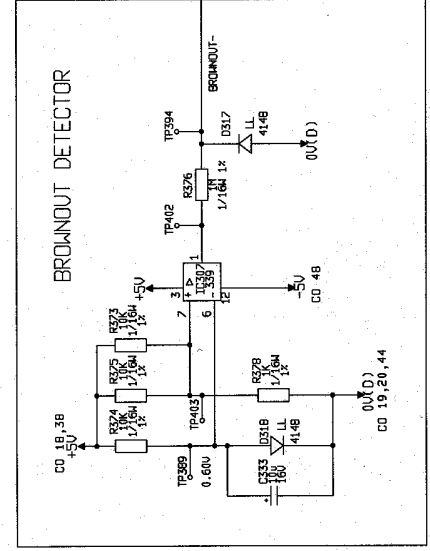 BROWNOUT DETECTOR
CD 18,38
+5V
R374
10K
1/16W
1%
R375
10K
1/16W
1%
R373
10K
1/16W
1%
+5V
TP389
0.60V
TP403
7
6
3
+
-
12
IC307
339
1
-5V
CD 48
TP402
R376
1M
1/16W 1%
TP394
BROWNOUT-
D317
LL
4148
0V(D)
C333
10u
16V
+
D318
LL
4148
R378
1K
1/16W
1%
0V(D)
CD 19,20,44